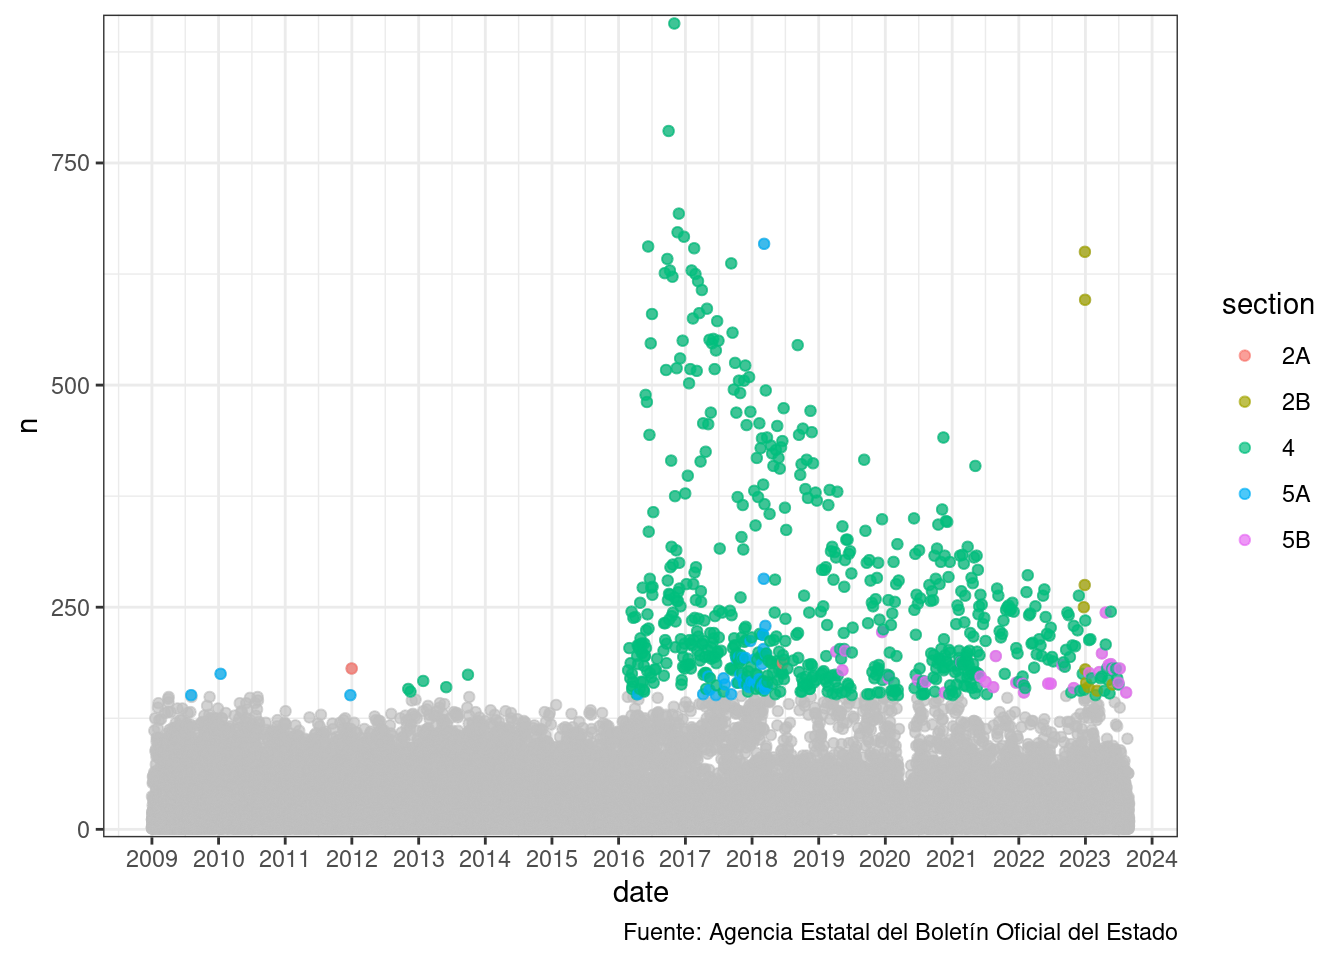 750
500
250
0
n
2009 2010 2011 2012 2013 2014 2015 2016 2017 2018 2019 2020 2021 2022 2023 2024
date
Fuente: Agencia Estatal del Boletín Oficial del Estado
section
2A
2B
4
5A
5B